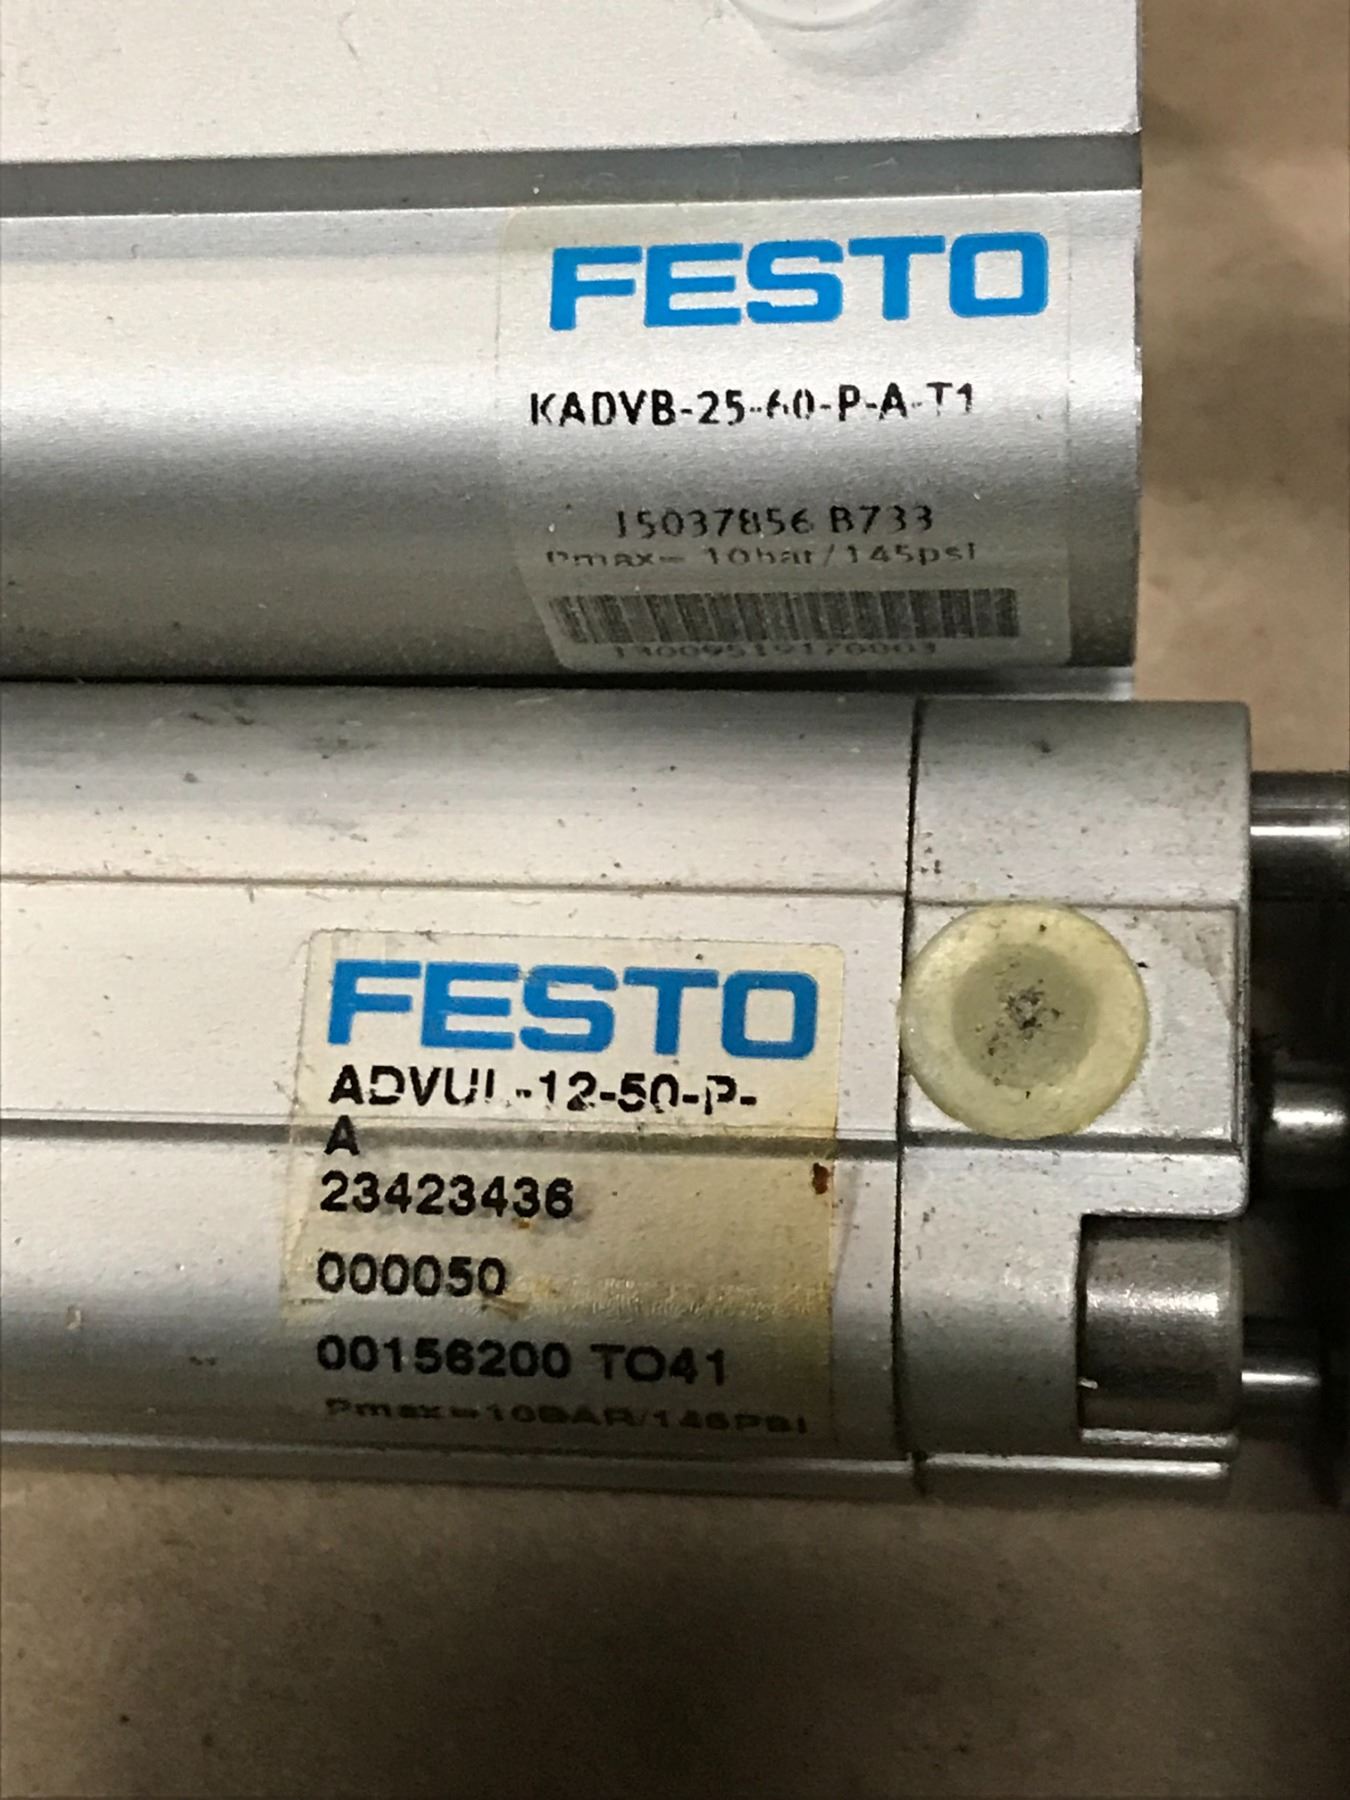 FESTO
KADVB-25-60-P-A-T1
15037856 B733
Pmax= 10bar/145psi
13009519170003
FESTO
ADVUL-12-50-P-
A
23423436
000050
00156200 TO41
Pmax=10BAR/145PSI